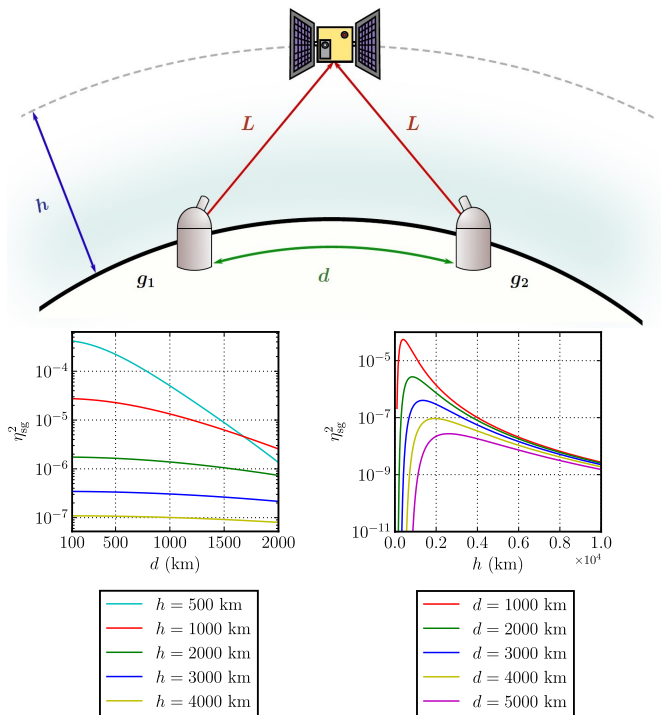 L
L
h
g₁
d
g₂
η²sg
10⁻⁴
10⁻⁵
10⁻⁶
10⁻⁷
100 500 1000 1500 2000
d (km)
η²sg
10⁻⁵
10⁻⁷
10⁻⁹
10⁻¹¹
0.0 0.2 0.4 0.6 0.8 1.0
×10⁴
h (km)
h = 500 km
h = 1000 km
h = 2000 km
h = 3000 km
h = 4000 km
d = 1000 km
d = 2000 km
d = 3000 km
d = 4000 km
d = 5000 km